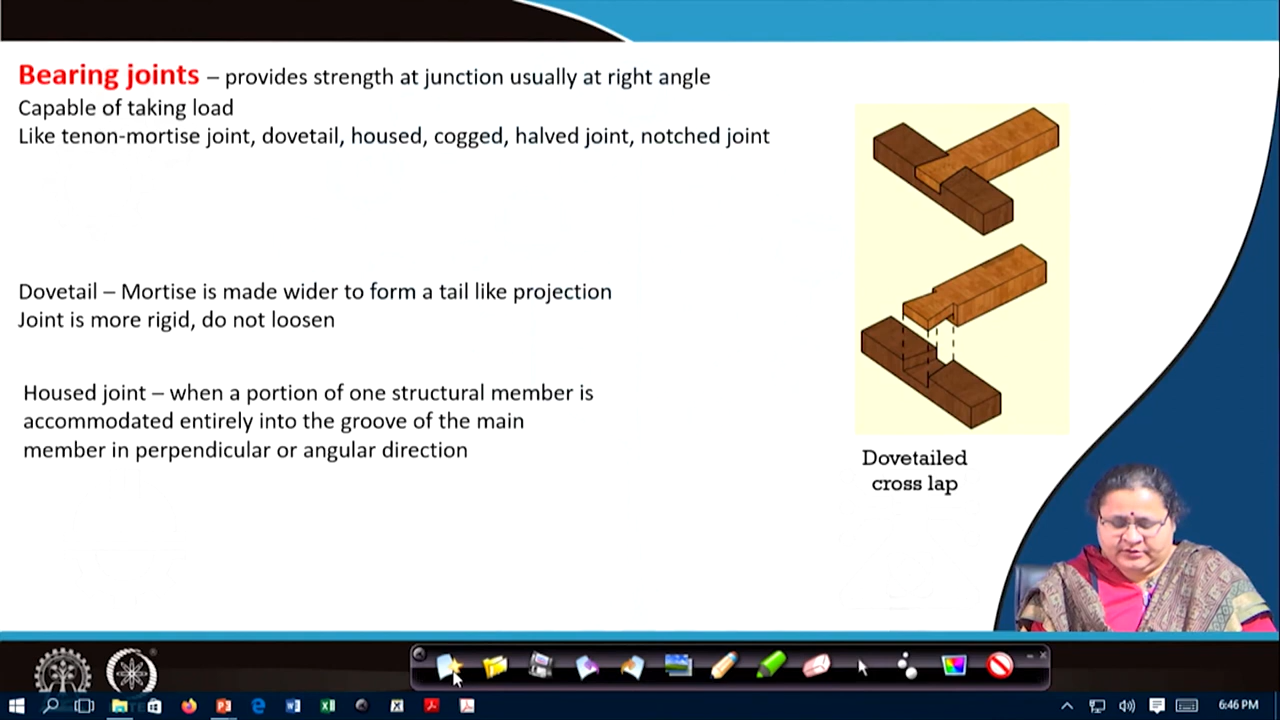 Bearing joints – provides strength at junction usually at right angle
Capable of taking load
Like tenon-mortise joint, dovetail, housed, cogged, halved joint, notched joint
Dovetail – Mortise is made wider to form a tail like projection
Joint is more rigid, do not loosen
Housed joint – when a portion of one structural member is
accommodated entirely into the groove of the main
member in perpendicular or angular direction
Dovetailed
cross lap
6:46 PM